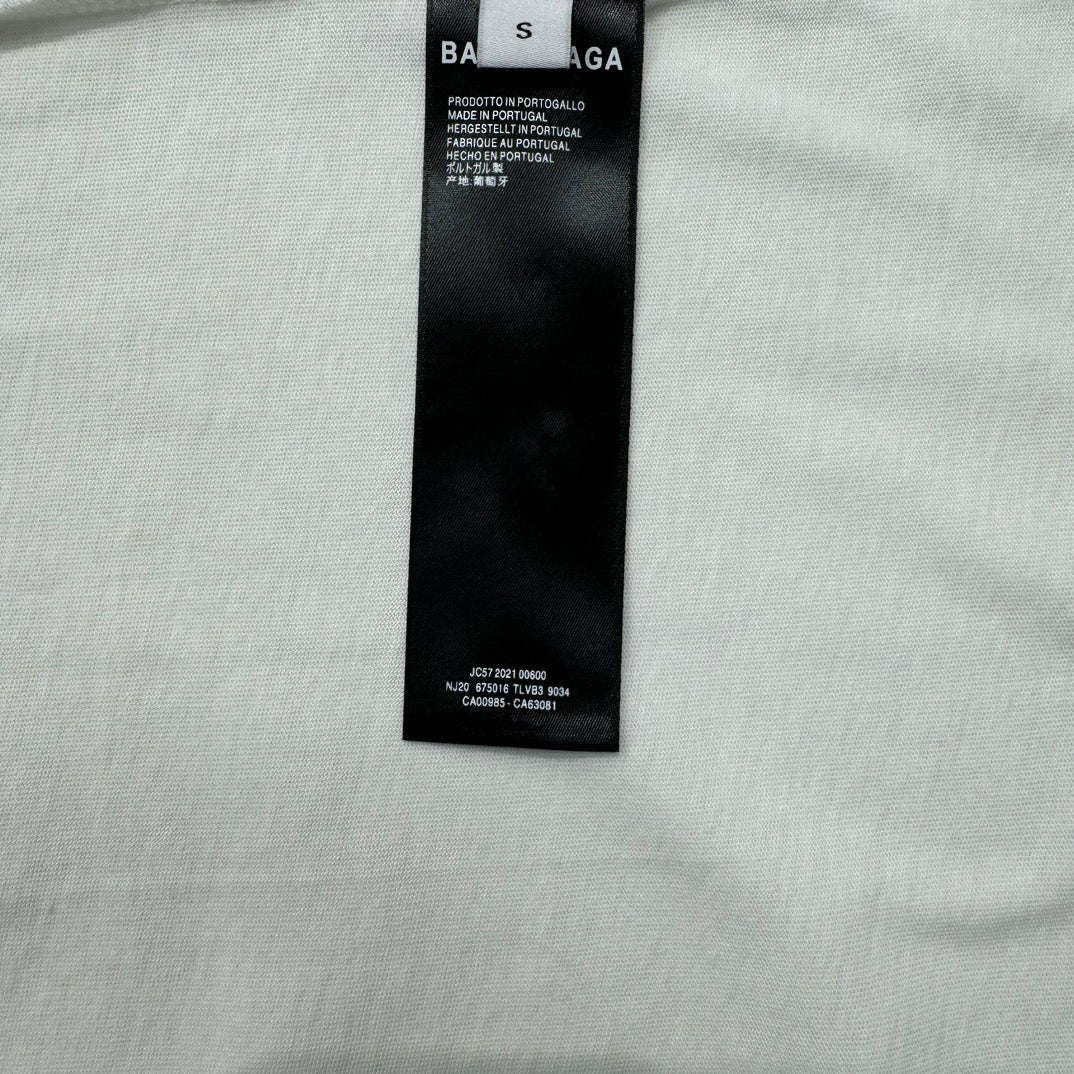 S
BA AGA
PRODOTTO IN PORTOGALLO
MADE IN PORTUGAL
HERGESTELLT IN PORTUGAL
FABRIQUE AU PORTUGAL
HECHO EN PORTUGAL
ポルトガル製
产地:葡萄牙
JC57 2021 00600
NJ20 675016 TLVB3 9034
CA00985 - CA63081